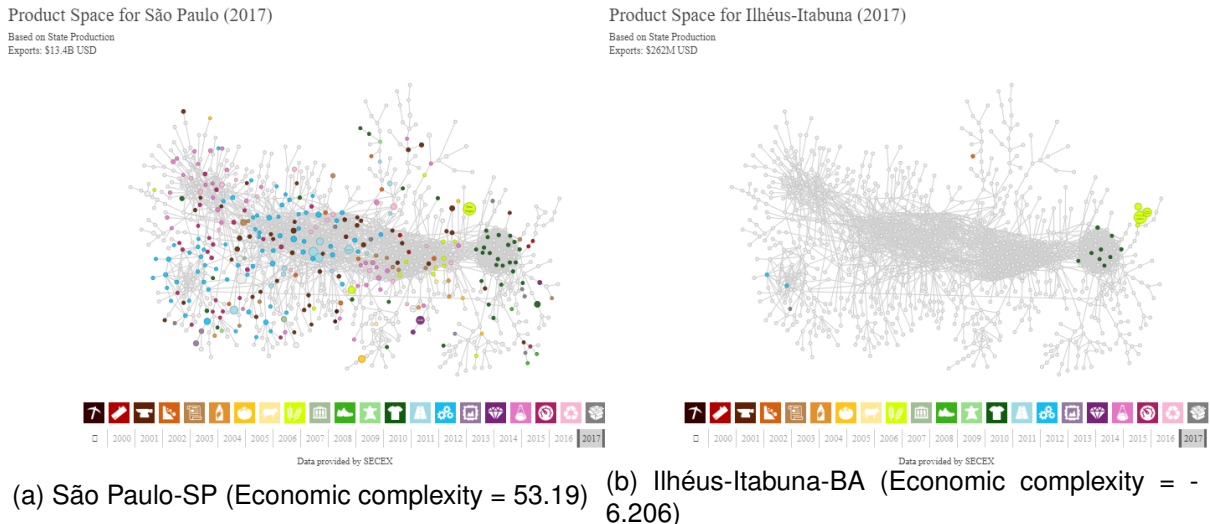 Product Space for São Paulo (2017)
Based on State Production
Exports: $13.4B USD
2000 2001 2002 2003 2004 2005 2006 2007 2008 2009 2010 2011 2012 2013 2014 2015 2016 2017
Data provided by SECEX
(a) São Paulo-SP (Economic complexity = 53.19)
Product Space for Ilhéus-Itabuna (2017)
Based on State Production
Exports: $262M USD
2000 2001 2002 2003 2004 2005 2006 2007 2008 2009 2010 2011 2012 2013 2014 2015 2016 2017
Data provided by SECEX
(b) Ilhéus-Itabuna-BA (Economic complexity = -
6.206)